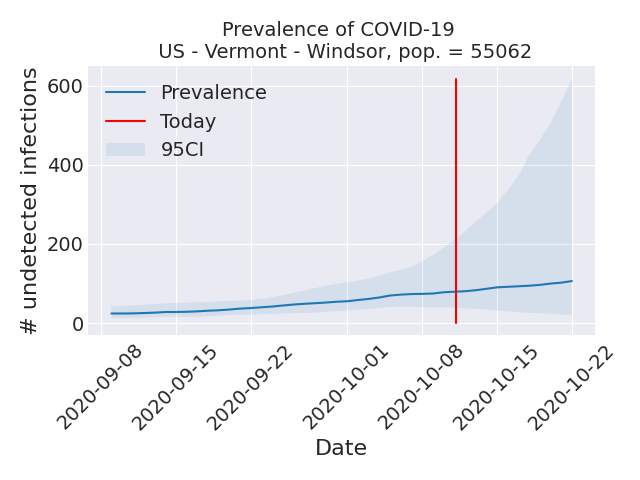 Prevalence of COVID-19
US - Vermont - Windsor, pop. = 55062
Prevalence
Today
95CI
# undetected infections
600
400
200
0
2020-09-08
2020-09-15
2020-09-22
2020-10-01
2020-10-08
2020-10-15
2020-10-22
Date